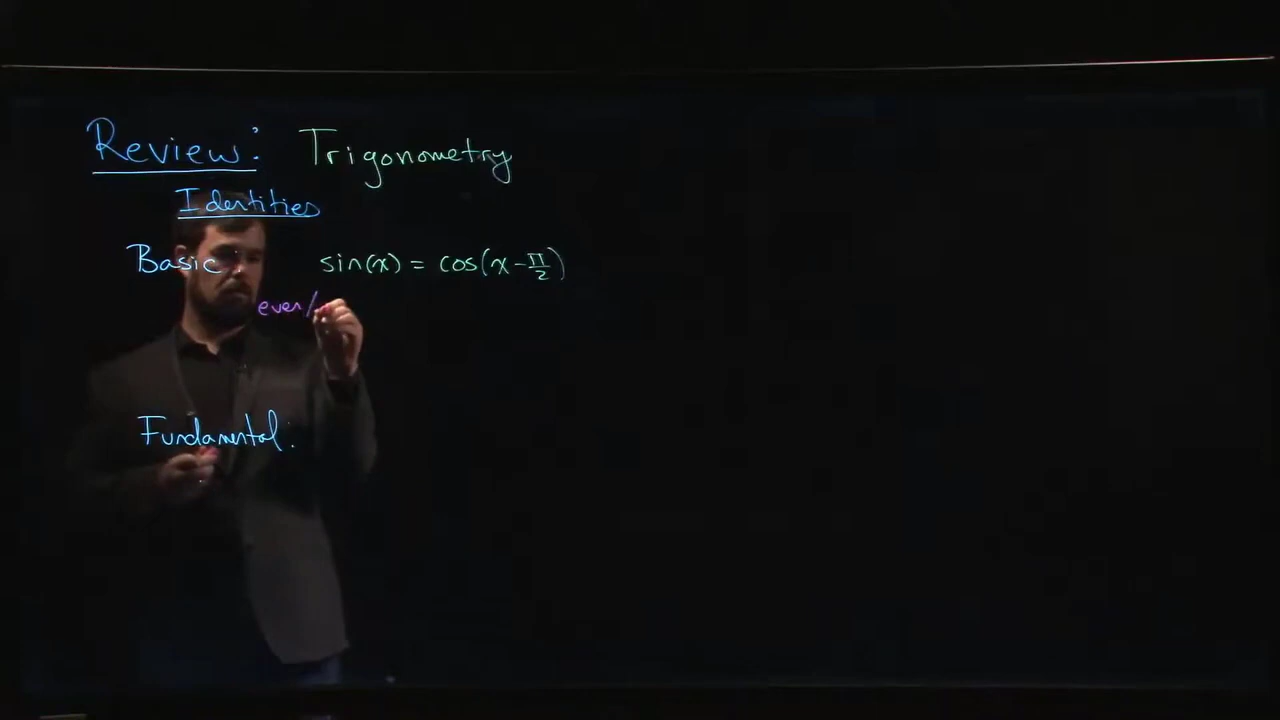 Review: Trigonometry
Identities
Basic: sin(x) = cos(x - π/2)
even/
Fundamental: